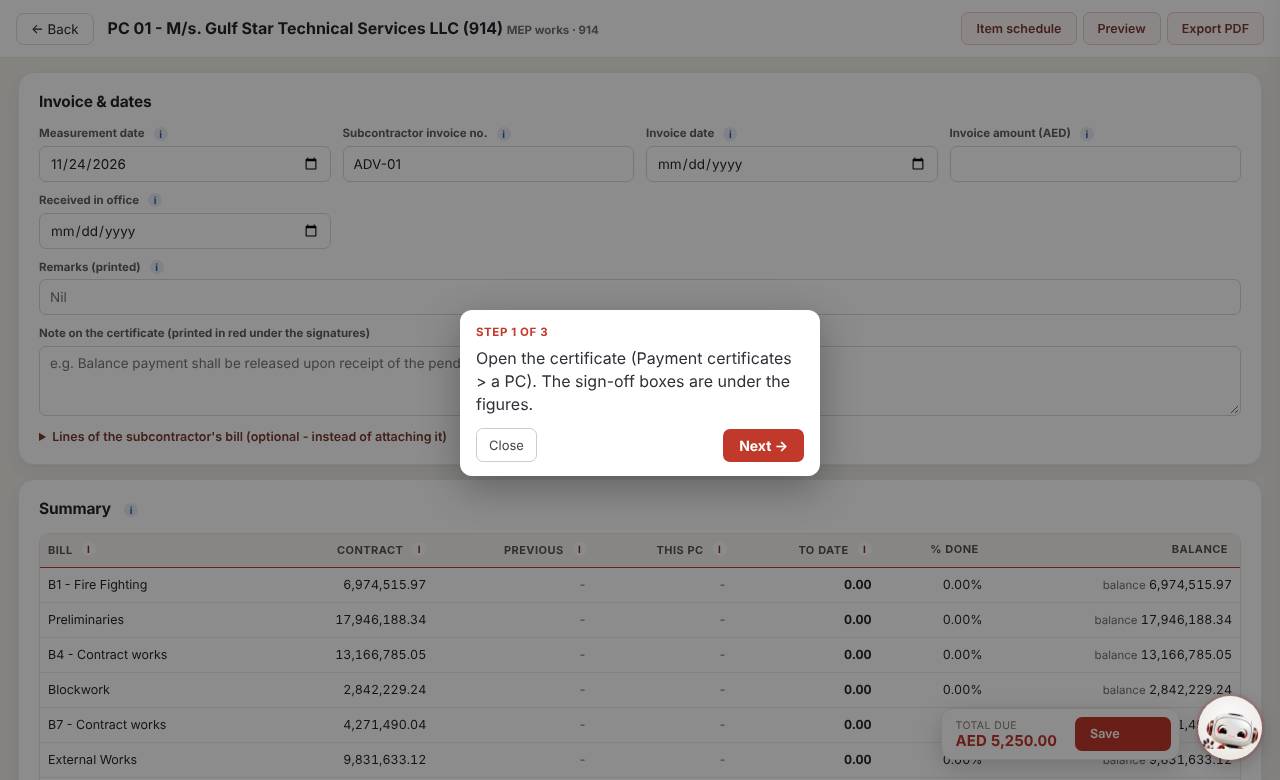 ← Back
PC 01 - M/s. Gulf Star Technical Services LLC (914) MEP works · 914
Item schedule
Preview
Export PDF
Invoice & dates
Measurement date i
Subcontractor invoice no. i
Invoice date i
Invoice amount (AED) i
11/24/2026
ADV-01
mm/dd/yyyy
Received in office i
mm/dd/yyyy
Remarks (printed) i
Nil
Note on the certificate (printed in red under the signatures)
e.g. Balance payment shall be released upon receipt of the pend
Lines of the subcontractor's bill (optional - instead of attaching it)
STEP 1 OF 3
Open the certificate (Payment certificates
> a PC). The sign-off boxes are under the
figures.
Close
Next →
Summary i
BILL I CONTRACT I PREVIOUS I THIS PC I TO DATE I % DONE BALANCE
B1 - Fire Fighting 6,974,515.97 - - 0.00 0.00% balance 6,974,515.97
Preliminaries 17,946,188.34 - - 0.00 0.00% balance 17,946,188.34
B4 - Contract works 13,166,785.05 - - 0.00 0.00% balance 13,166,785.05
Blockwork 2,842,229.24 - - 0.00 0.00% balance 2,842,229.24
B7 - Contract works 4,271,490.04 - - 0.00
External Works 9,831,633.12 - - 0.00 0.00% balance 9,831,633.12
TOTAL DUE
AED 5,250.00
Save